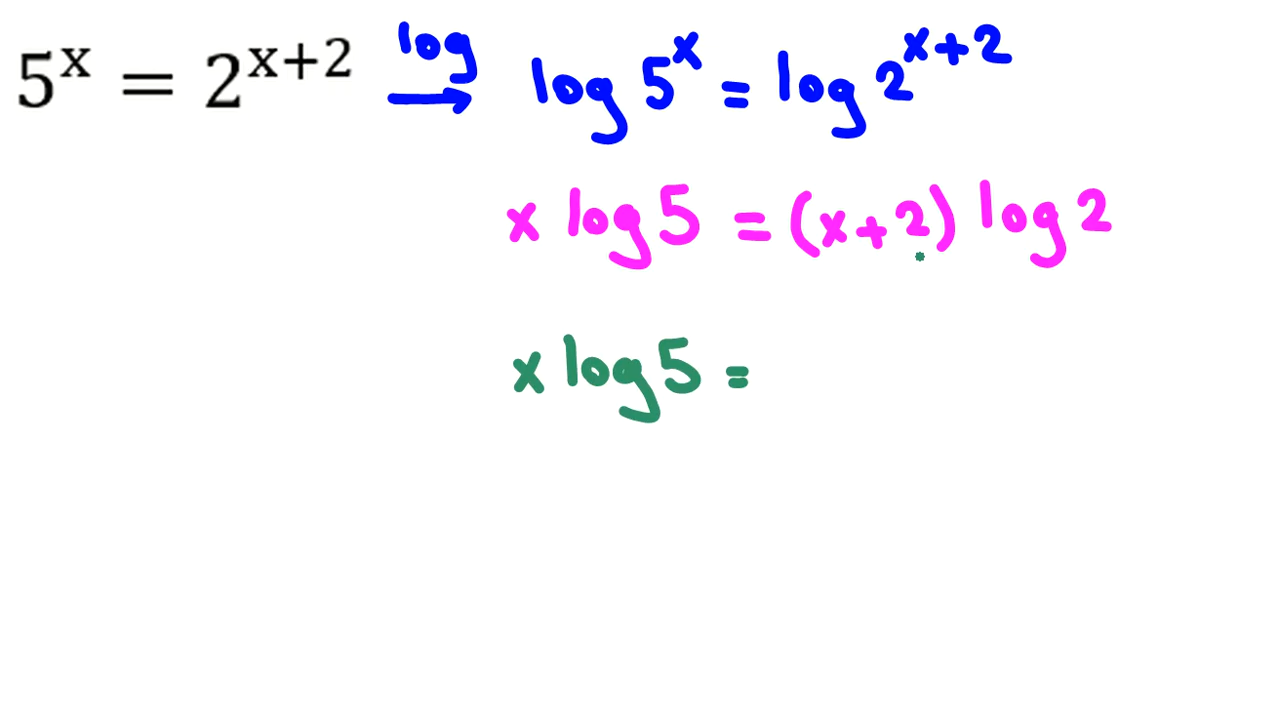 5^x = 2^{x+2} log → log 5^x = log 2^{x+2}
x log 5 = (x+2) log 2
x log 5 =